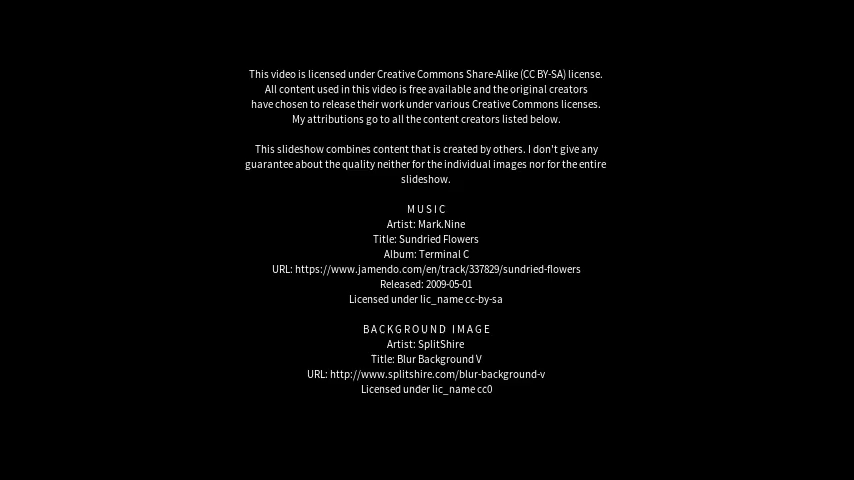 This video is licensed under Creative Commons Share-Alike (CC BY-SA) license.
All content used in this video is free available and the original creators
have chosen to release their work under various Creative Commons licenses.
My attributions go to all the content creators listed below.
This slideshow combines content that is created by others. I don't give any
guarantee about the quality neither for the individual images nor for the entire
slideshow.
MUSIC
Artist: Mark.Nine
Title: Sundried Flowers
Album: Terminal C
URL: https://www.jamendo.com/en/track/337829/sundried-flowers
Released: 2009-05-01
Licensed under lic_name cc-by-sa
BACKGROUND IMAGE
Artist: SplitShire
Title: Blur Background V
URL: http://www.splitshire.com/blur-background-v
Licensed under lic_name cc0